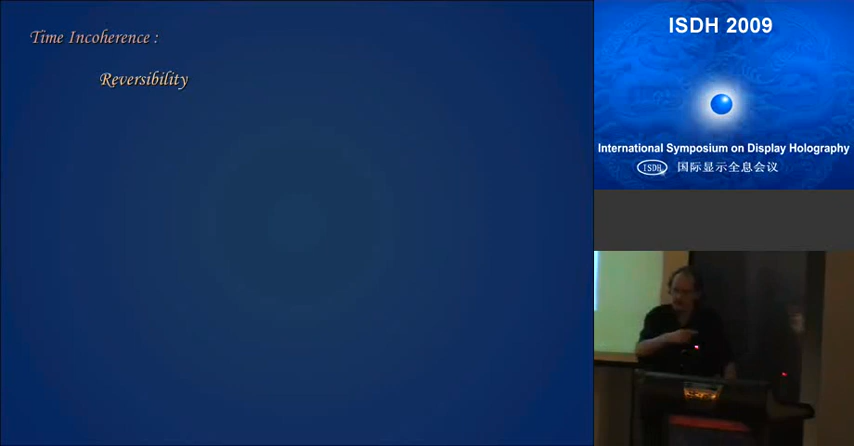 Time Incoherence :
Reversibility
ISDH 2009
International Symposium on Display Holography
ISDH 国际显示全息会议